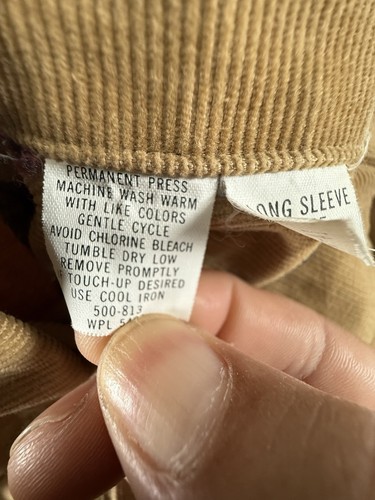 PERMANENT PRESS
MACHINE WASH WARM
WITH LIKE COLORS
GENTLE CYCLE
AVOID CHLORINE BLEACH
TUMBLE DRY LOW
REMOVE PROMPTLY
TOUCH-UP DESIRED
USE COOL IRON
500-813
WPL
LONG SLEEVE